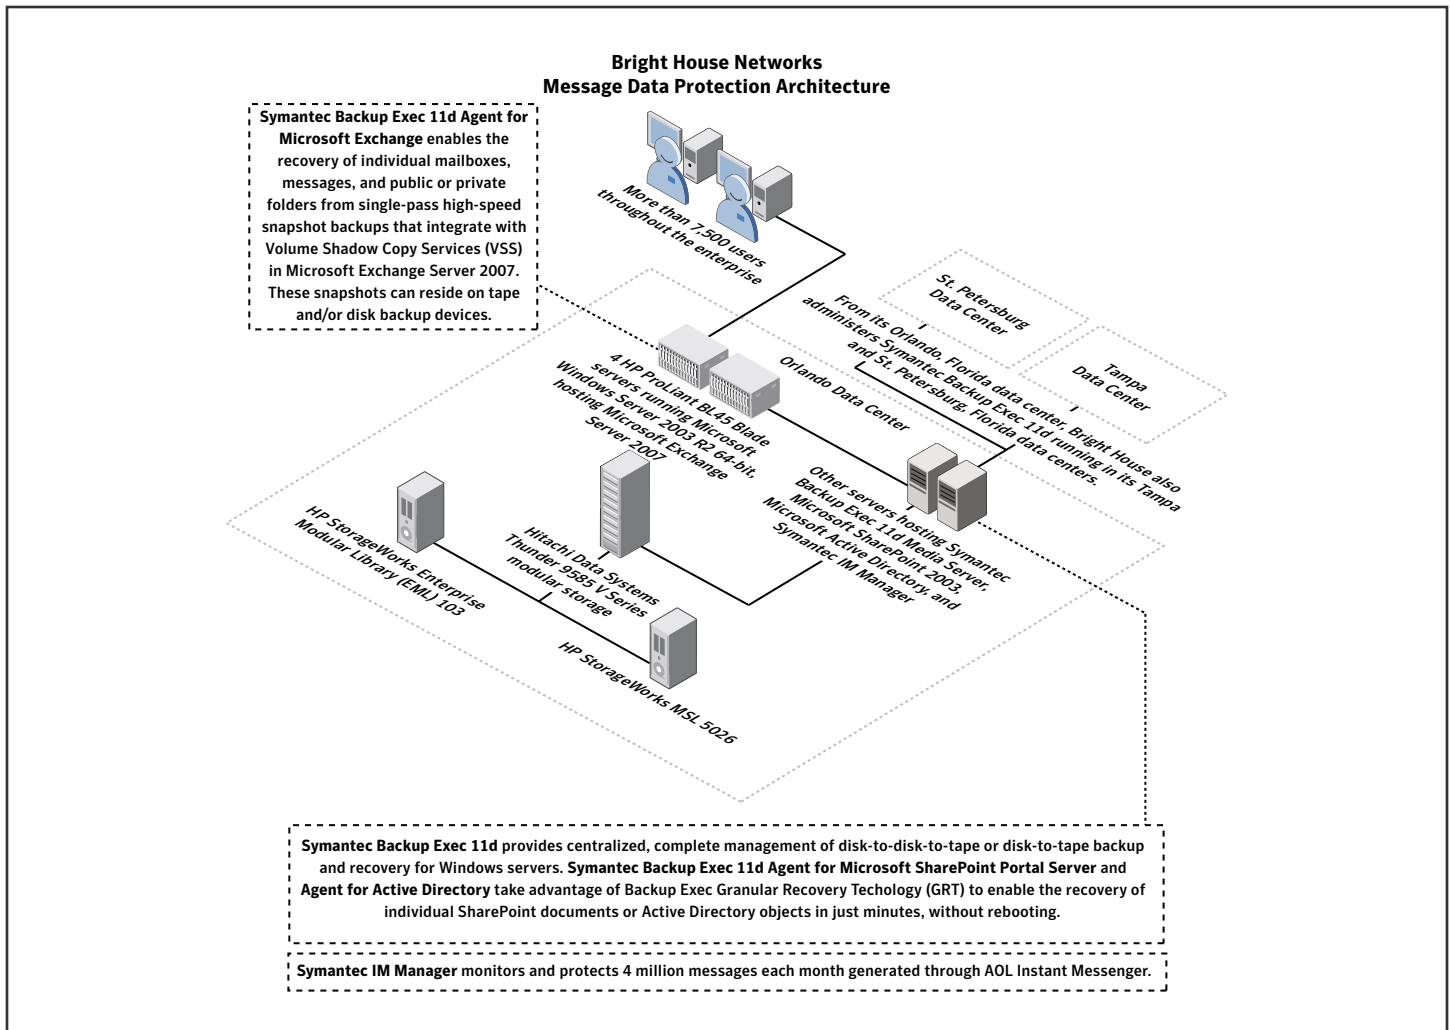 Bright House Networks
Message Data Protection Architecture
Symantec Backup Exec 11d Agent for
Microsoft Exchange enables the
recovery of individual mailboxes,
messages, and public or private
folders from single-pass high-speed
snapshot backups that integrate with
Volume Shadow Copy Services (VSS)
in Microsoft Exchange Server 2007.
These snapshots can reside on tape
and/or disk backup devices.
More than 7,500 users
throughout the enterprise
St. Petersburg
Data Center
Tampa
Data Center
From its Orlando, Florida data center, Bright House also
administers Symantec Backup Exec 11d running in its Tampa
and St. Petersburg, Florida data centers.
Orlando Data Center
4 HP ProLiant BL45 Blade
servers running Microsoft
Windows Server 2003 R2 64-bit,
hosting Microsoft Exchange
Server 2007
Other servers hosting Symantec
Backup Exec 11d Media Server,
Microsoft SharePoint 2003,
Microsoft Active Directory, and
Symantec IM Manager
HP StorageWorks Enterprise
Modular Library (EML) 103
Hitachi Data Systems
Thunder 9585 V Series
modular storage
HP StorageWorks MSL 5026
Symantec Backup Exec 11d provides centralized, complete management of disk-to-disk-to-tape or disk-to-tape backup
and recovery for Windows servers. Symantec Backup Exec 11d Agent for Microsoft SharePoint Portal Server and
Agent for Active Directory take advantage of Backup Exec Granular Recovery Techology (GRT) to enable the recovery of
individual SharePoint documents or Active Directory objects in just minutes, without rebooting.
Symantec IM Manager monitors and protects 4 million messages each month generated through AOL Instant Messenger.